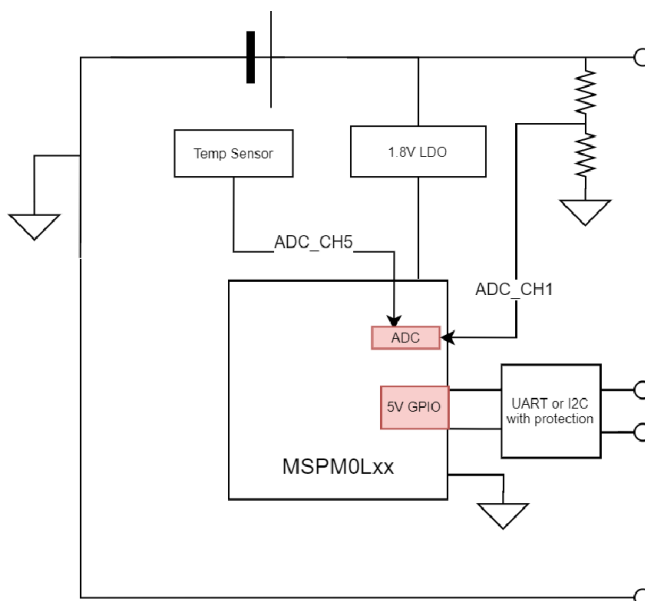 Temp Sensor
1.8V LDO
ADC_CH5
ADC_CH1
ADC
5V GPIO
UART or I2C
with protection
MSPM0Lxx